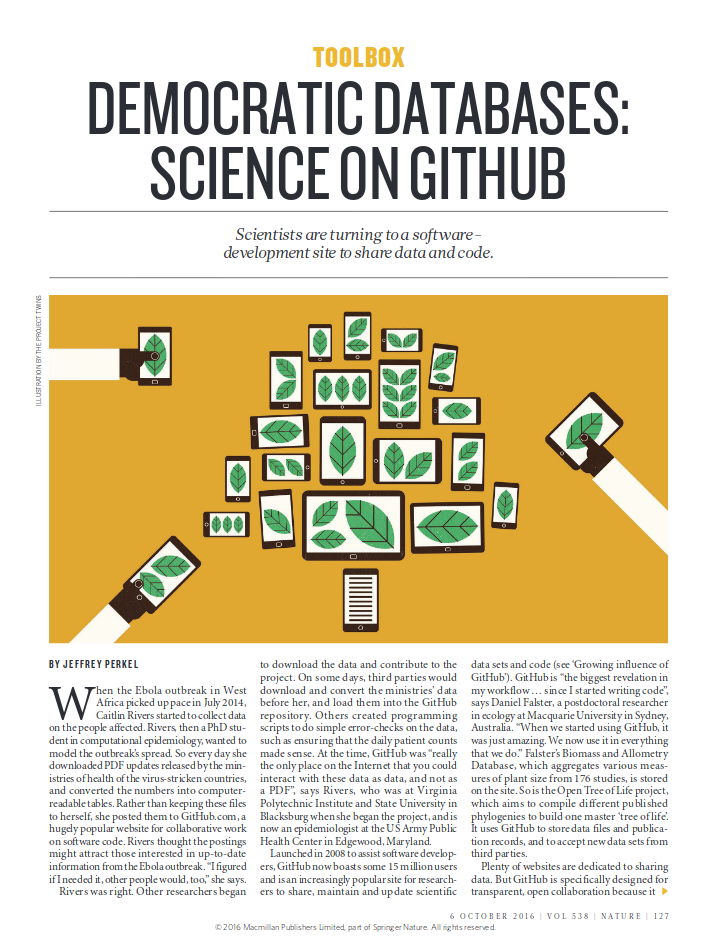 TOOLBOX
DEMOCRATIC DATABASES:
SCIENCE ON GITHUB
Scientists are turning to a software-
development site to share data and code.
ILLUSTRATION BY THE PROJECT TWINS
BY JEFFREY PERKEL
When the Ebola outbreak in West
Africa picked up pace in July 2014,
Caitlin Rivers started to collect data
on the people affected. Rivers, then a PhD stu-
dent in computational epidemiology, wanted to
model the outbreak's spread. So every day she
downloaded PDF updates released by the min-
istries of health of the virus-stricken countries,
and converted the numbers into computer-
readable tables. Rather than keeping these files
to herself, she posted them to GitHub.com, a
hugely popular website for collaborative work
on software code. Rivers thought the postings
might attract those interested in up-to-date
information from the Ebola outbreak. “I figured
if I needed it, other people would, too,” she says.
Rivers was right. Other researchers began
to download the data and contribute to the
project. On some days, third parties would
download and convert the ministries' data
before her, and load them into the GitHub
repository. Others created programming
scripts to do simple error-checks on the data,
such as ensuring that the daily patient counts
made sense. At the time, GitHub was “really
the only place on the Internet that you could
interact with these data as data, and not as
a PDF”, says Rivers, who was at Virginia
Polytechnic Institute and State University in
Blacksburg when she began the project, and is
now an epidemiologist at the US Army Public
Health Center in Edgewood, Maryland.
Launched in 2008 to assist software develop-
ers, GitHub now boasts some 15 million users
and is an increasingly popular site for research-
ers to share, maintain and update scientific
data sets and code (see ‘Growing influence of
GitHub’). GitHub is “the biggest revelation in
my workflow … since I started writing code”,
says Daniel Falster, a postdoctoral researcher
in ecology at Macquarie University in Sydney,
Australia. “When we started using GitHub, it
was just amazing. We now use it in everything
that we do.” Falster's Biomass and Allometry
Database, which aggregates various meas-
ures of plant size from 176 studies, is stored
on the site. So is the Open Tree of Life project,
which aims to compile different published
phylogenies to build one master ‘tree of life’.
It uses GitHub to store data files and publica-
tion records, and to accept new data sets from
third parties.
Plenty of websites are dedicated to sharing
data. But GitHub is specifically designed for
transparent, open collaboration because it
6 OCTOBER 2016 | VOL 538 | NATURE | 127
© 2016 Macmillan Publishers Limited, part of Springer Nature. All rights reserved.